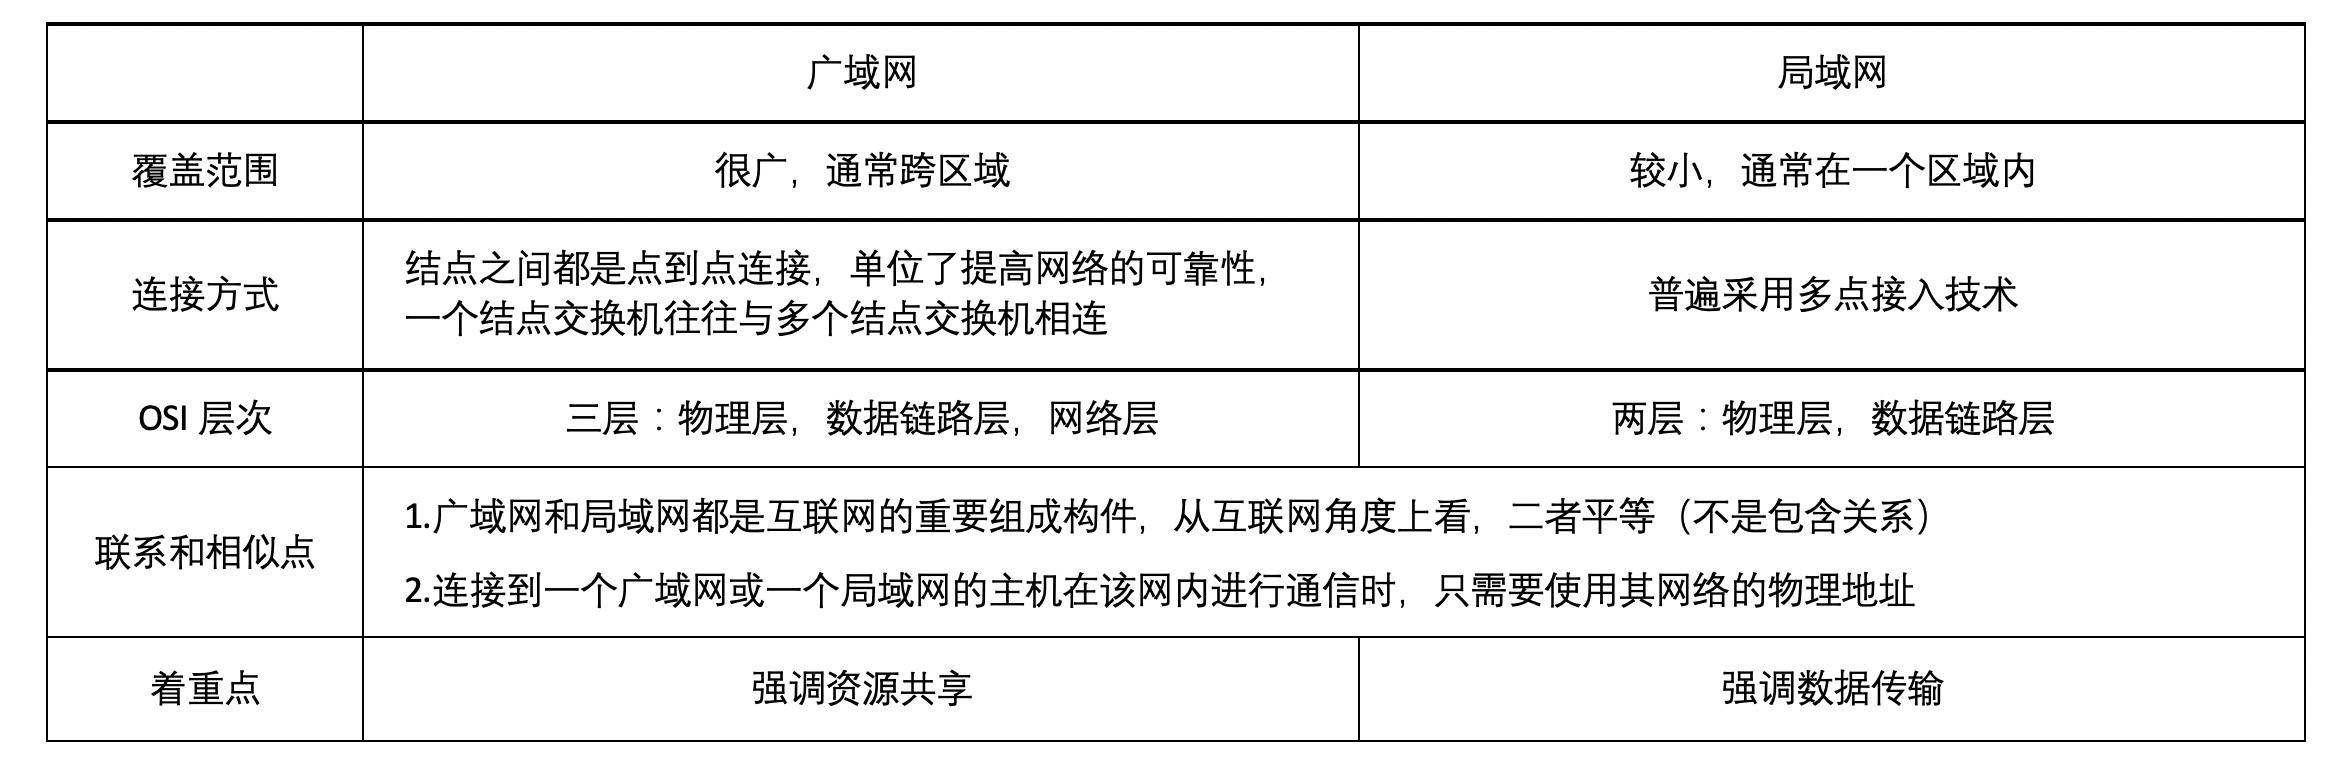 广域网
局域网
覆盖范围
很广，通常跨区域
较小，通常在一个区域内
连接方式
结点之间都是点到点连接，单位了提高网络的可靠性，
一个结点交换机往往与多个结点交换机相连
普遍采用多点接入技术
OSI 层次
三层：物理层，数据链路层，网络层
两层：物理层，数据链路层
联系和相似点
1.广域网和局域网都是互联网的重要组成构件，从互联网角度上看，二者平等（不是包含关系）
2.连接到一个广域网或一个局域网的主机在该网内进行通信时，只需要使用其网络的物理地址
着重点
强调资源共享
强调数据传输